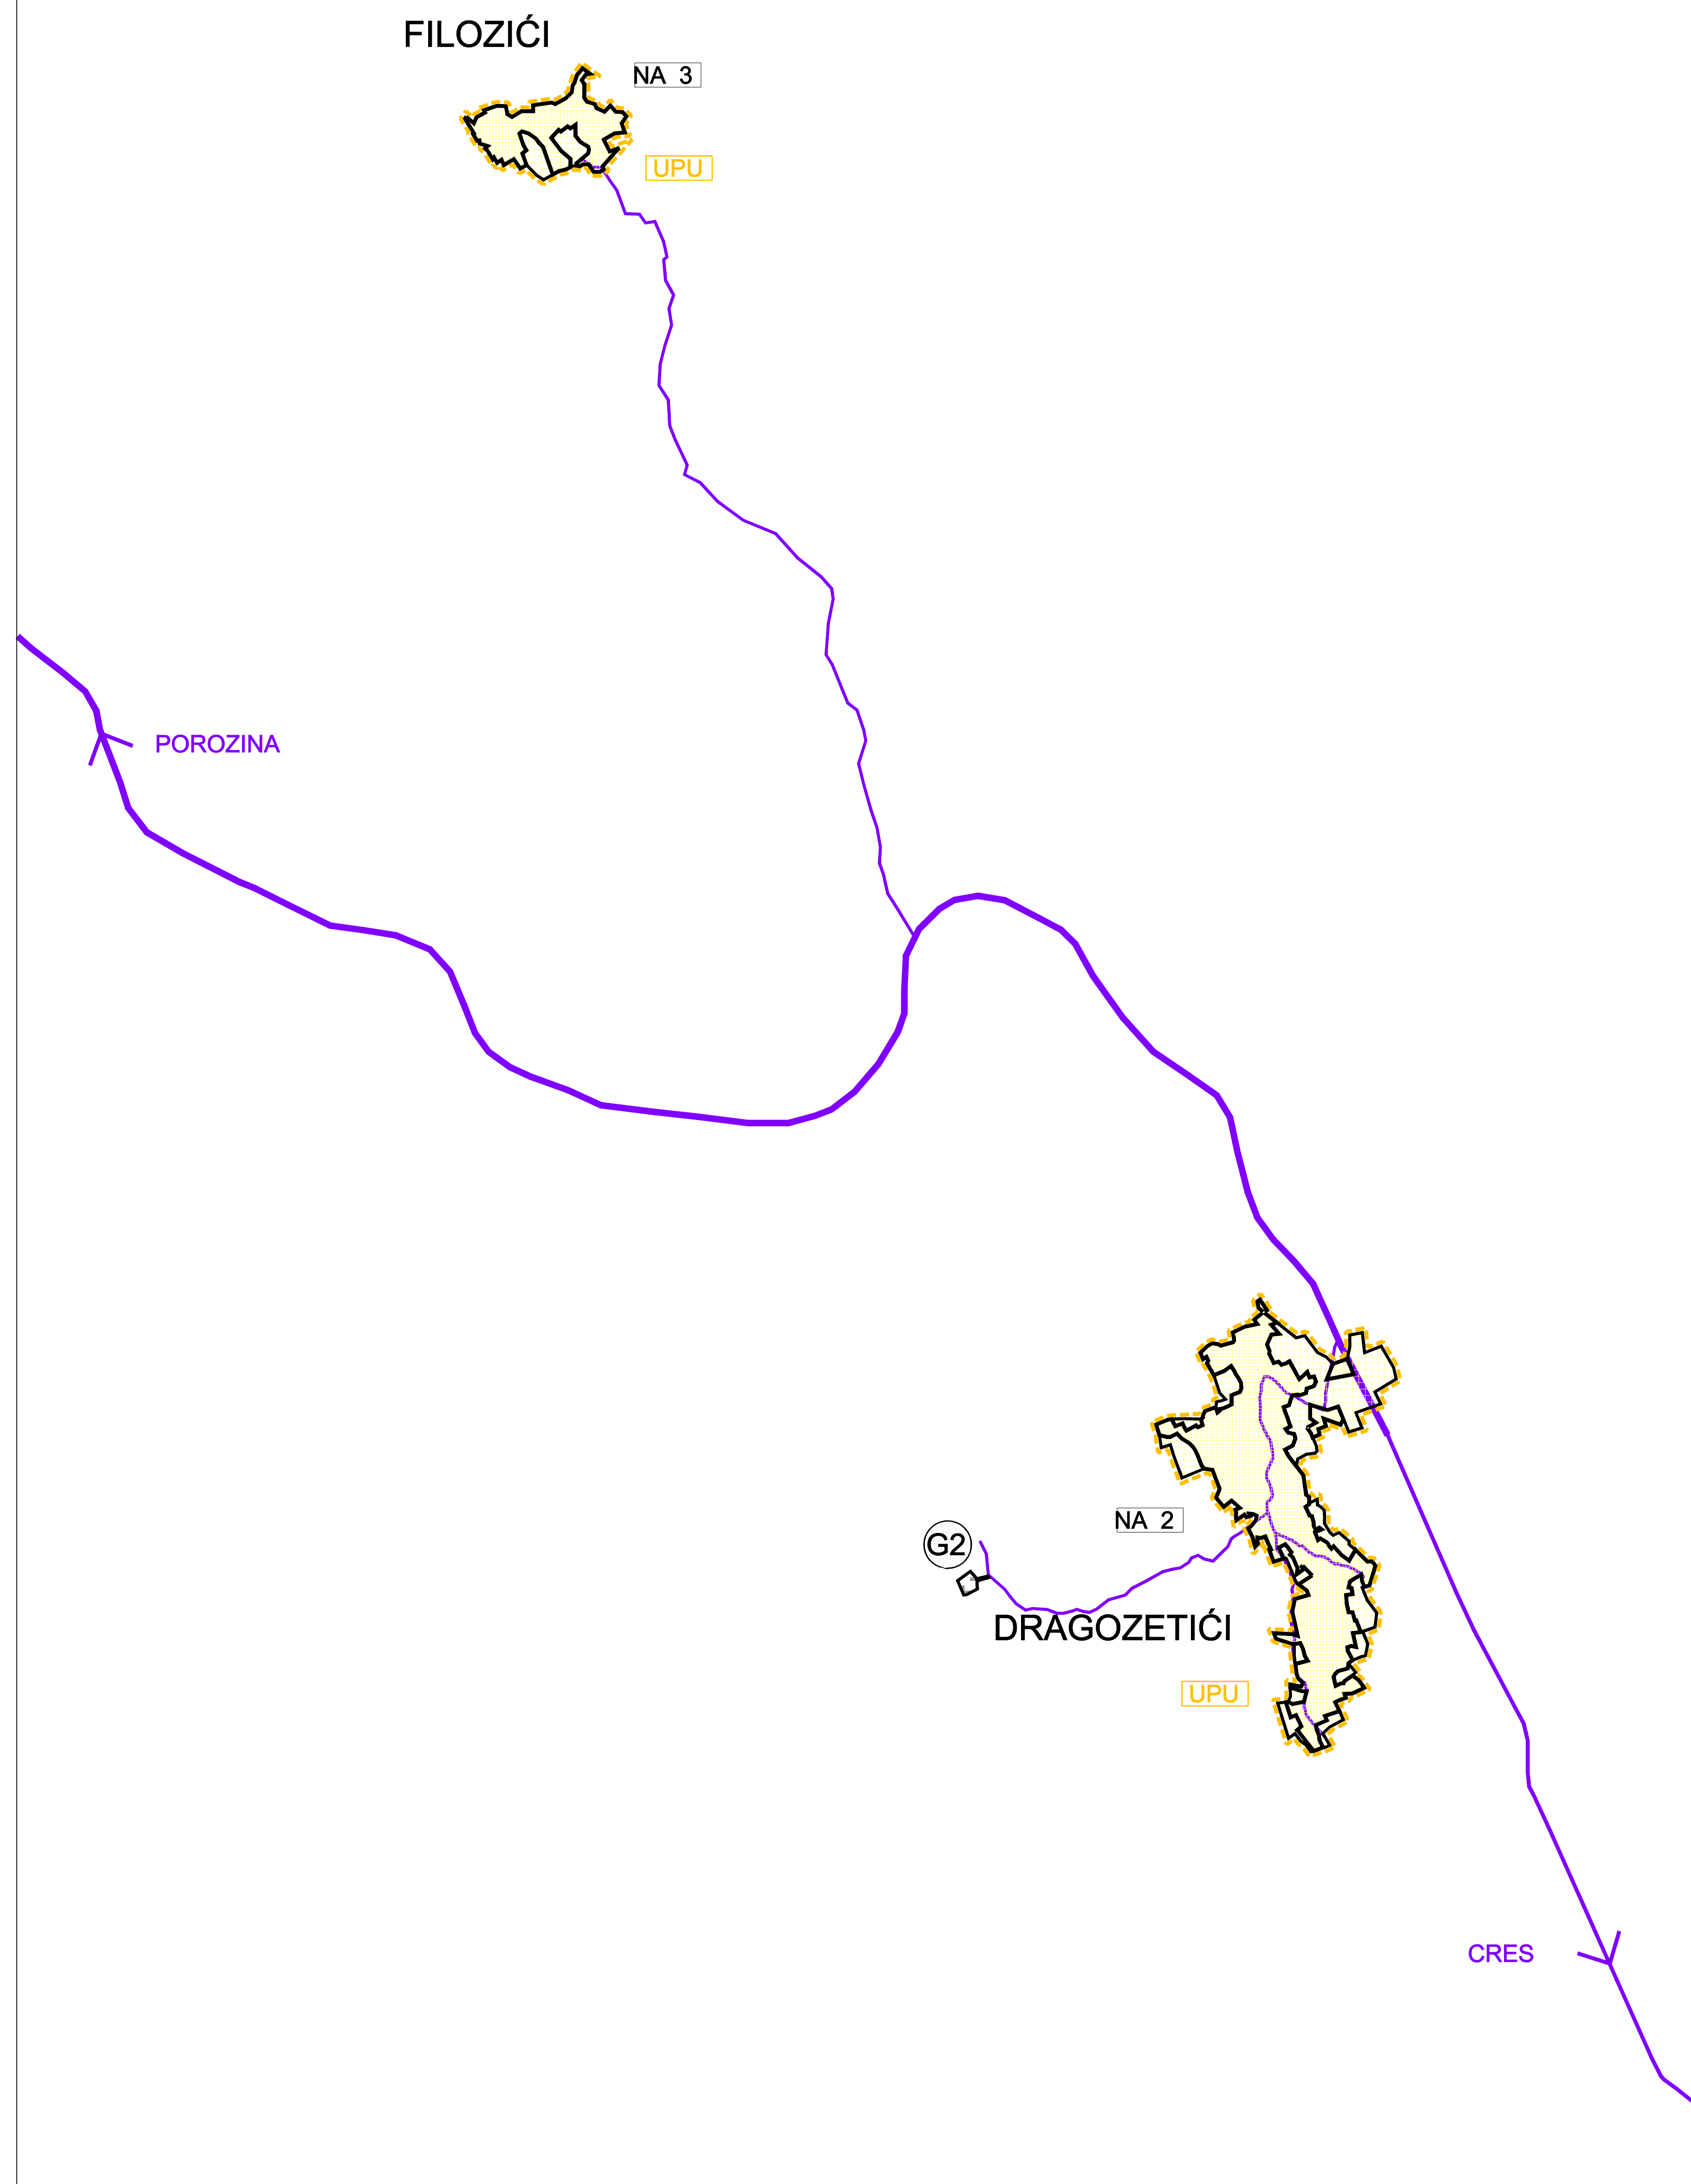 FILOZIĆI
NA 3
UPU
POROZINA
NA 2
G2
DRAGOZETIĆI
UPU
CRES